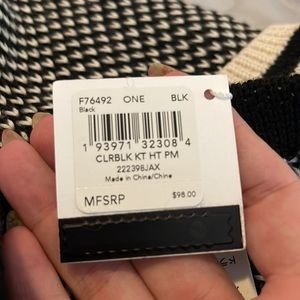 F76492 ONE BLK
Black
1 93971 32308 4
CLRBLK KT HT PM
222398JAX
Made in China/Chine
MFSRP $98.00